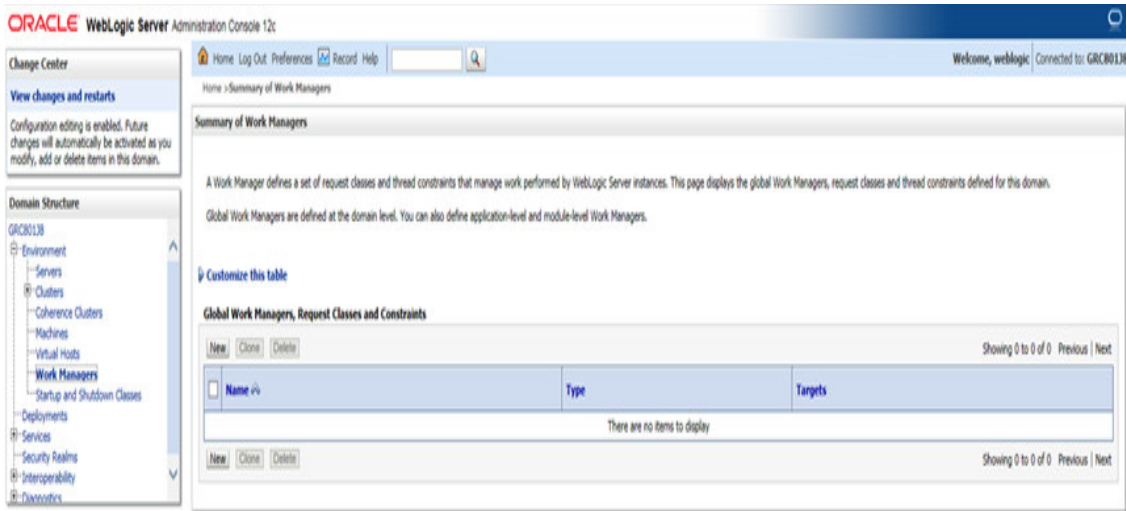 ORACLE WebLogic Server Administration Console 12c
Change Center
View changes and restarts
Configuration editing is enabled. Future
changes will automatically be activated as you
modify, add or delete items in this domain.
Domain Structure
GRC801J8
Environment
Servers
Clusters
Coherence Clusters
Machines
Virtual Hosts
Work Managers
Startup and Shutdown Classes
Deployments
Services
Security Realms
Interoperability
Diagnostics
Home Log Out Preferences Record Help
Welcome, weblogic Connected to: GRC801J8
Home >Summary of Work Managers
Summary of Work Managers
A Work Manager defines a set of request classes and thread constraints that manage work performed by WebLogic Server instances. This page displays the global Work Managers, request classes and thread constraints defined for this domain.
Global Work Managers are defined at the domain level. You can also define application-level and module-level Work Managers.
Customize this table
Global Work Managers, Request Classes and Constraints
New Clone Delete Showing 0 to 0 of 0 Previous | Next
Name Type Targets
There are no items to display
New Clone Delete Showing 0 to 0 of 0 Previous | Next